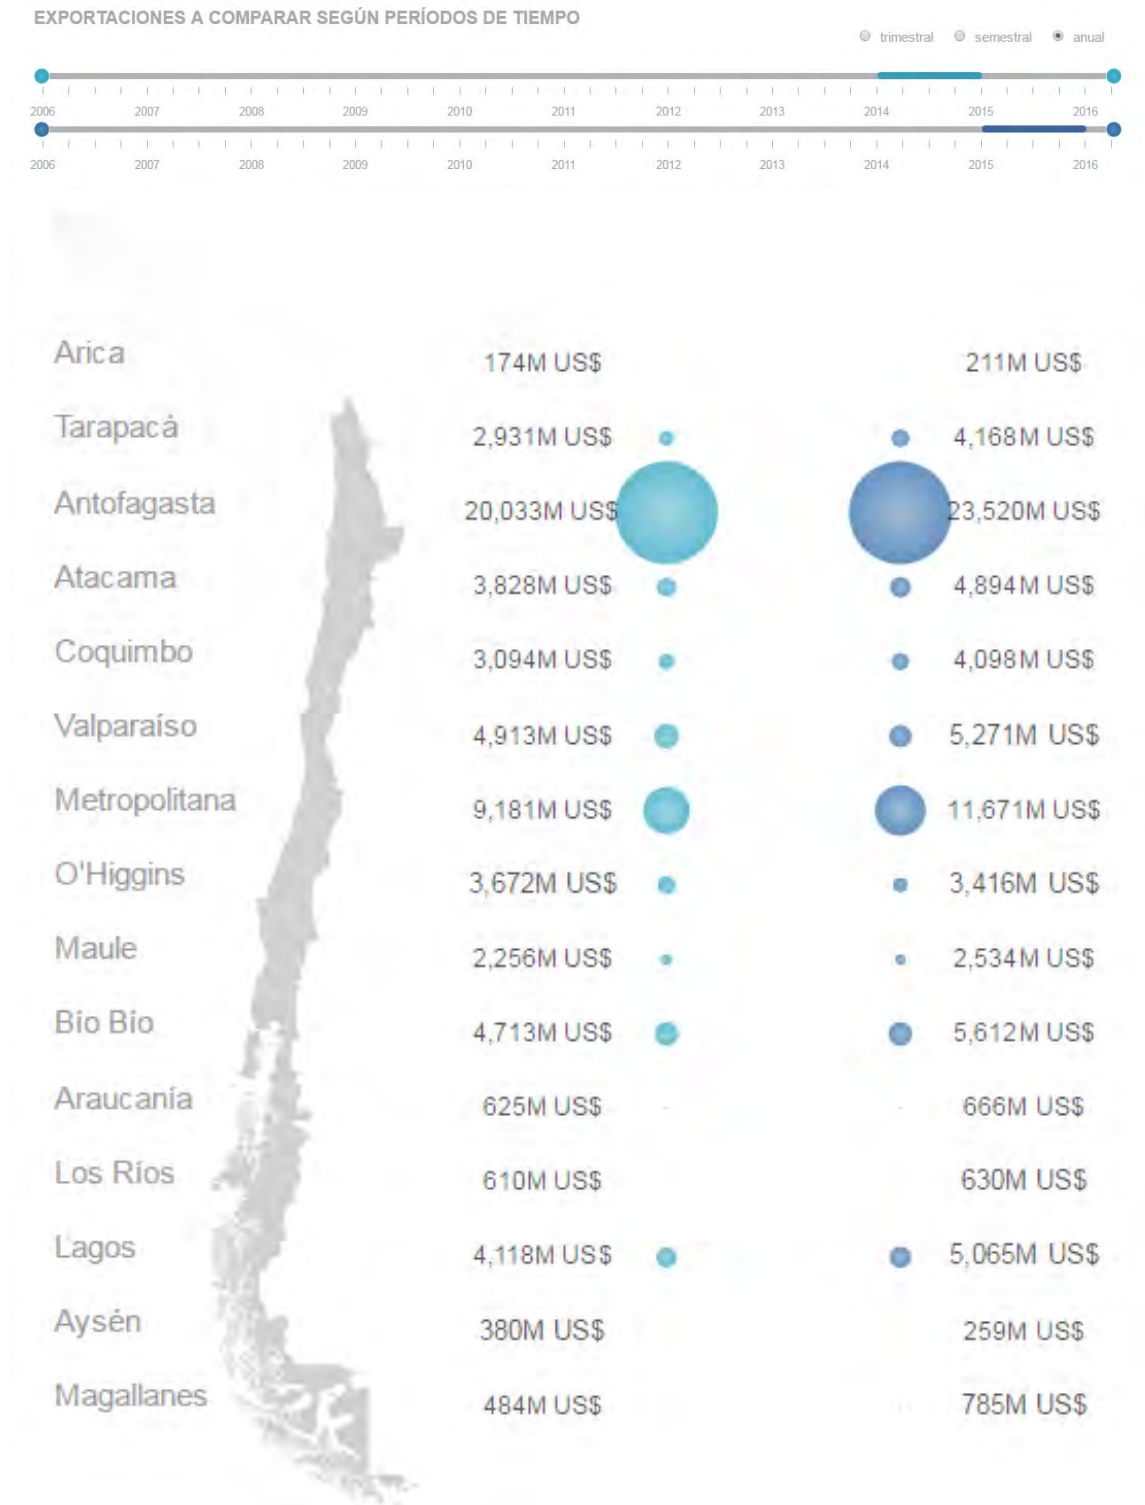 EXPORTACIONES A COMPARAR SEGÚN PERÍODOS DE TIEMPO
trimestral semestral anual
2006 2007 2008 2009 2010 2011 2012 2013 2014 2015 2016
2006 2007 2008 2009 2010 2011 2012 2013 2014 2015 2016
Arica 174M US$ 211M US$
Tarapacá 2,931M US$ 4,168M US$
Antofagasta 20,033M US$ 23,520M US$
Atacama 3,828M US$ 4,894M US$
Coquimbo 3,094M US$ 4,098M US$
Valparaíso 4,913M US$ 5,271M US$
Metropolitana 9,181M US$ 11,671M US$
O'Higgins 3,672M US$ 3,416M US$
Maule 2,256M US$ 2,534M US$
Bío Bío 4,713M US$ 5,612M US$
Araucanía 625M US$ 666M US$
Los Ríos 610M US$ 630M US$
Lagos 4,118M US$ 5,065M US$
Aysén 380M US$ 259M US$
Magallanes 484M US$ 785M US$